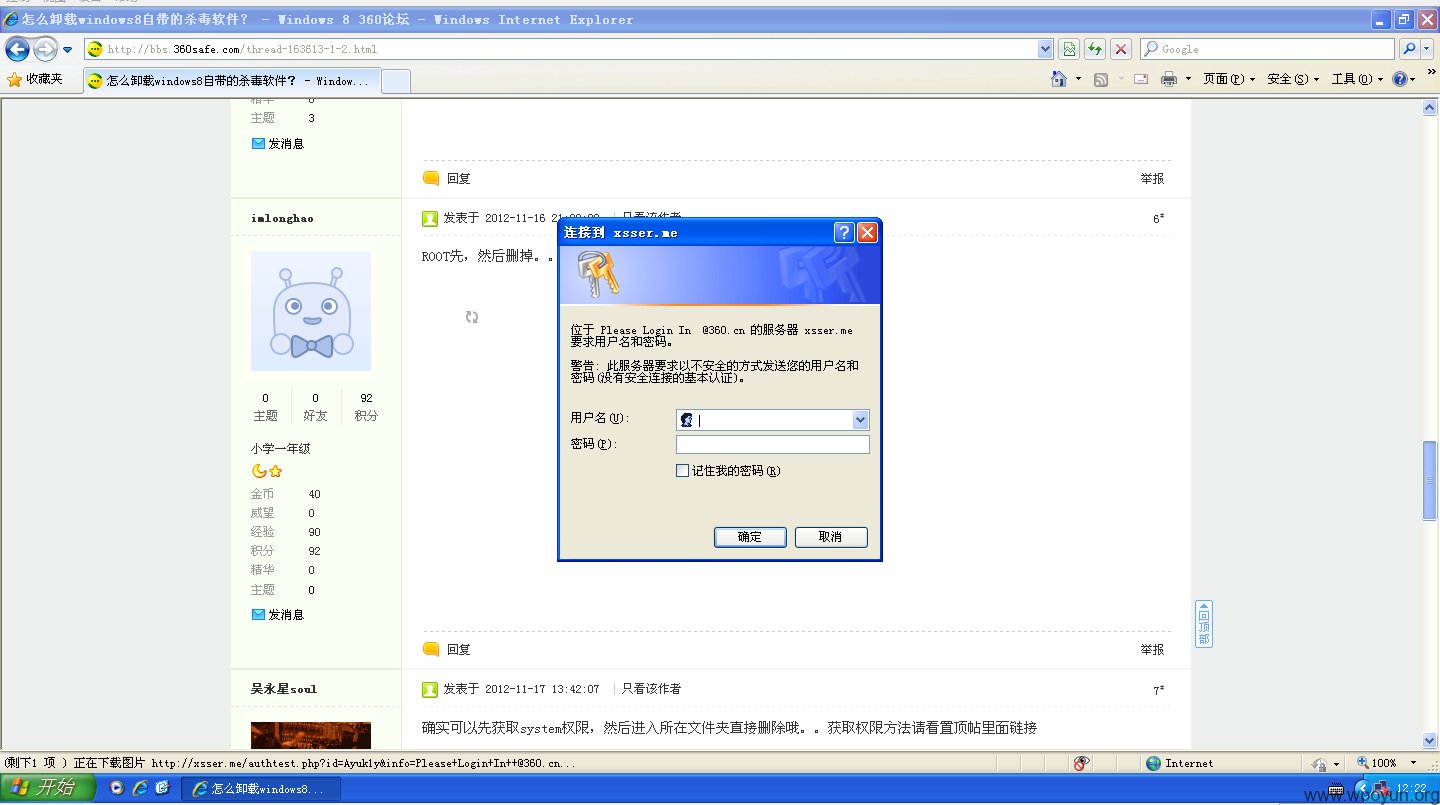 怎么卸载windows8自带的杀毒软件? - Windows 8 360论坛 - Windows Internet Explorer
http://bbs.360safe.com/thread-163613-1-2.html
Google
收藏夹
怎么卸载windows8自带的杀毒软件? - Window...
页面(P)
安全(S)
工具(O)
精华 0
主题 3
发消息
回复
举报
imlonghao
发表于 2012-11-16
只看该作者
6#
ROOT先，然后删掉。。
0 0 92
主题 好友 积分
小学一年级
金币 40
威望 0
经验 90
积分 92
精华 0
主题 0
发消息
连接到 xsser.me
位于 Please Login In @360.cn 的服务器 xsser.me
要求用户名和密码。
警告: 此服务器要求以不安全的方式发送您的用户名和
密码(没有安全连接的基本认证)。
用户名(U):
密码(P):
记住我的密码(R)
确定
取消
回顶部
回复
举报
吴永星soul
发表于 2012-11-17 13:42:07
只看该作者
7#
确实可以先获取system权限，然后进入所在文件夹直接删除哦。。获取权限方法请看置顶帖里面链接
(剩下1 项 ) 正在下载图片 http://xsser.me/authtest.php?id=Ayukly&info=Please+Login+In++@360.cn...
Internet
100%
开始
怎么卸载windows8...
12:22
www.wooyun.org